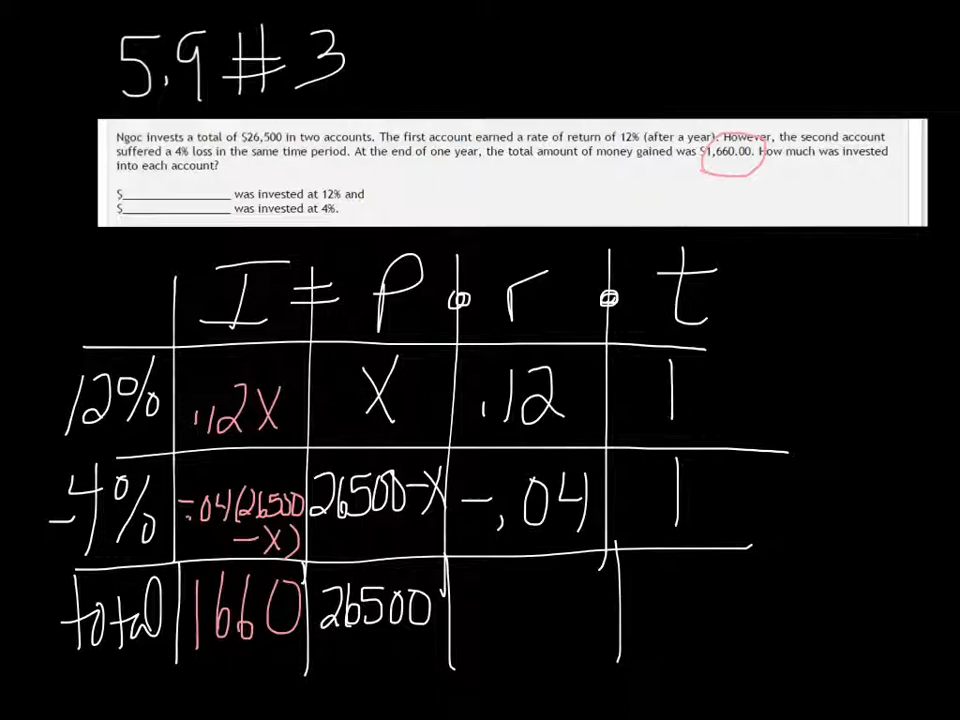 5.9 # 3
Ngoc invests a total of $26,500 in two accounts. The first account earned a rate of return of 12% (after a year). However, the second account
suffered a 4% loss in the same time period. At the end of one year, the total amount of money gained was $1,660.00. How much was invested
into each account?
$____________________ was invested at 12% and
$____________________ was invested at 4%.
I = P • r • t
12% .12X X .12 1
-4% -.04(26500 26500-X -.04 1
-X)
total 1660 26500